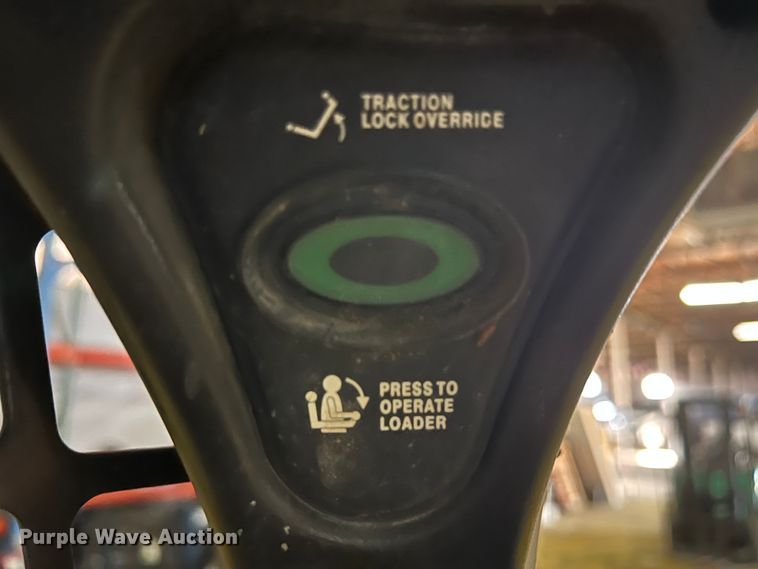 TRACTION
LOCK OVERRIDE
PRESS TO
OPERATE
LOADER
Purple Wave Auction